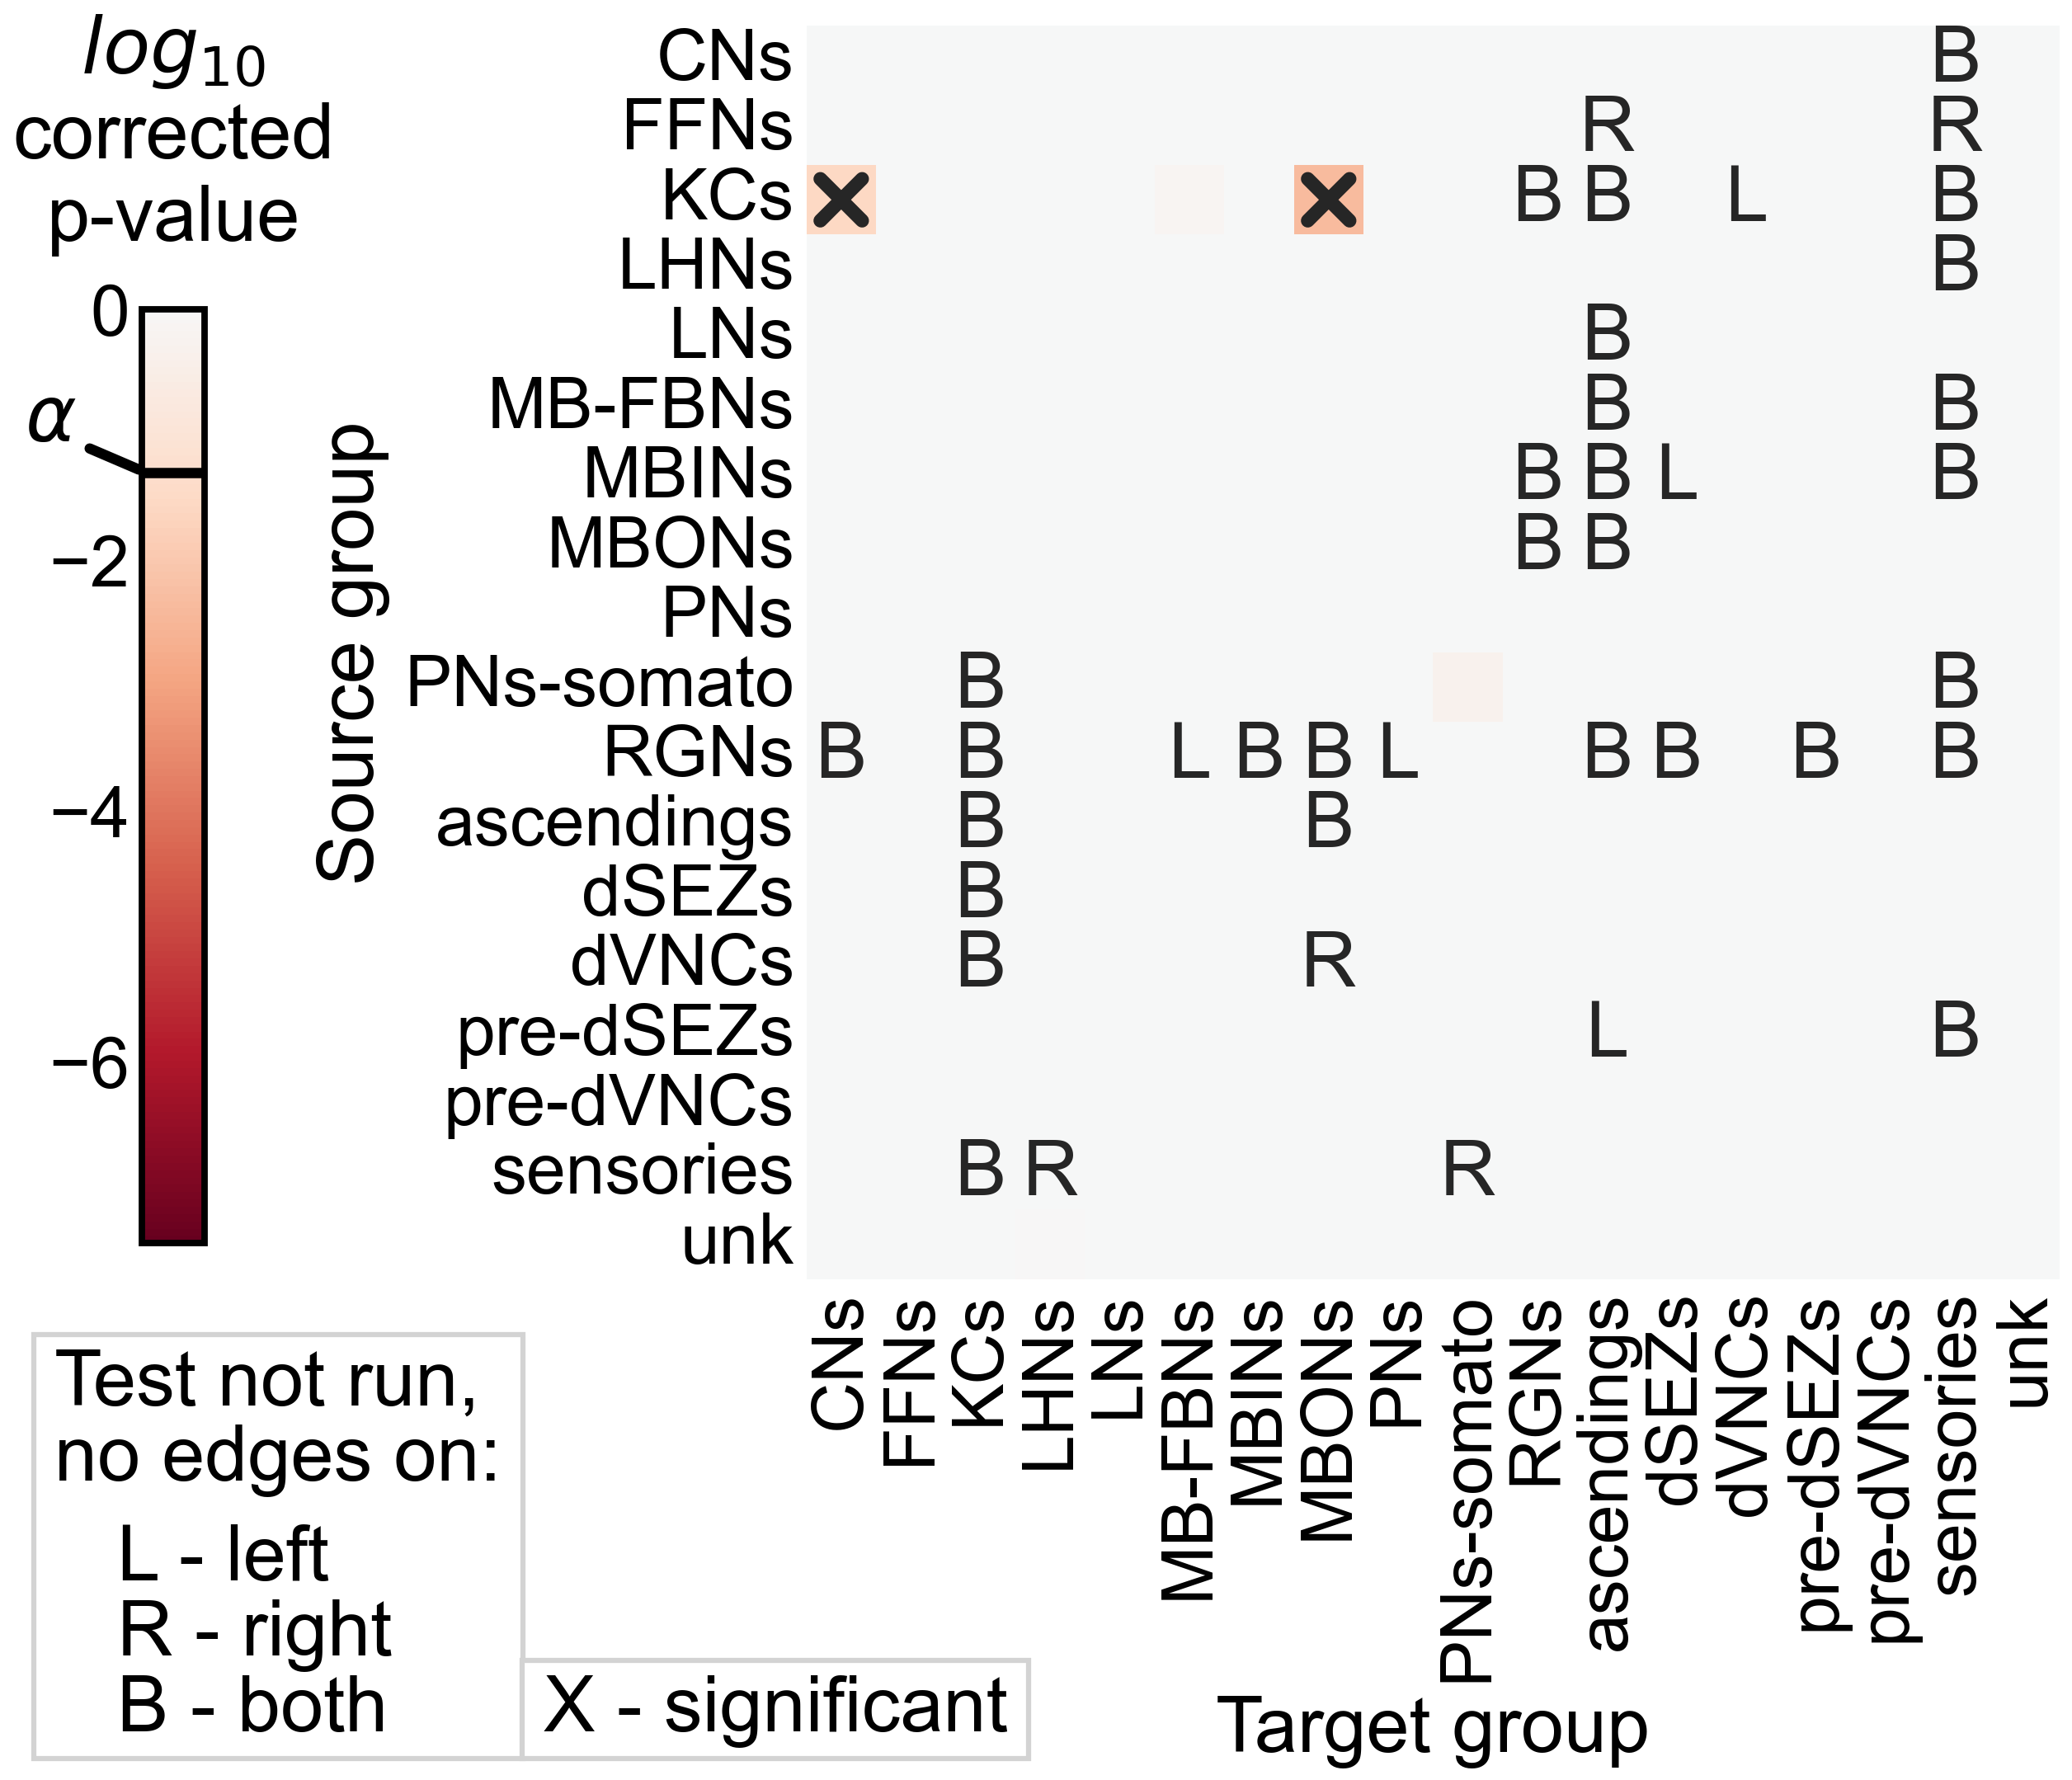 log10
corrected
p-value
0
α
−2
−4
−6
Source group
CNs B
FFNs R R
KCs X X B B L B
LHNs B
LNs B
MB-FBNs B B
MBINs B B L B
MBONs B B
PNs
PNs-somato B B
RGNs B B L B B L B B B B
ascendings B B
dSEZs B
dVNCs B R
pre-dSEZs L B
pre-dVNCs
sensories B R R
unk
CNs
FFNs
KCs
LHNs
LNs
MB-FBNs
MBINs
MBONs
PNs
PNs-somato
RGNs
ascendings
dSEZs
dVNCs
pre-dSEZs
pre-dVNCs
sensories
unk
Target group
Test not run,
no edges on:
L - left
R - right
B - both
X - significant